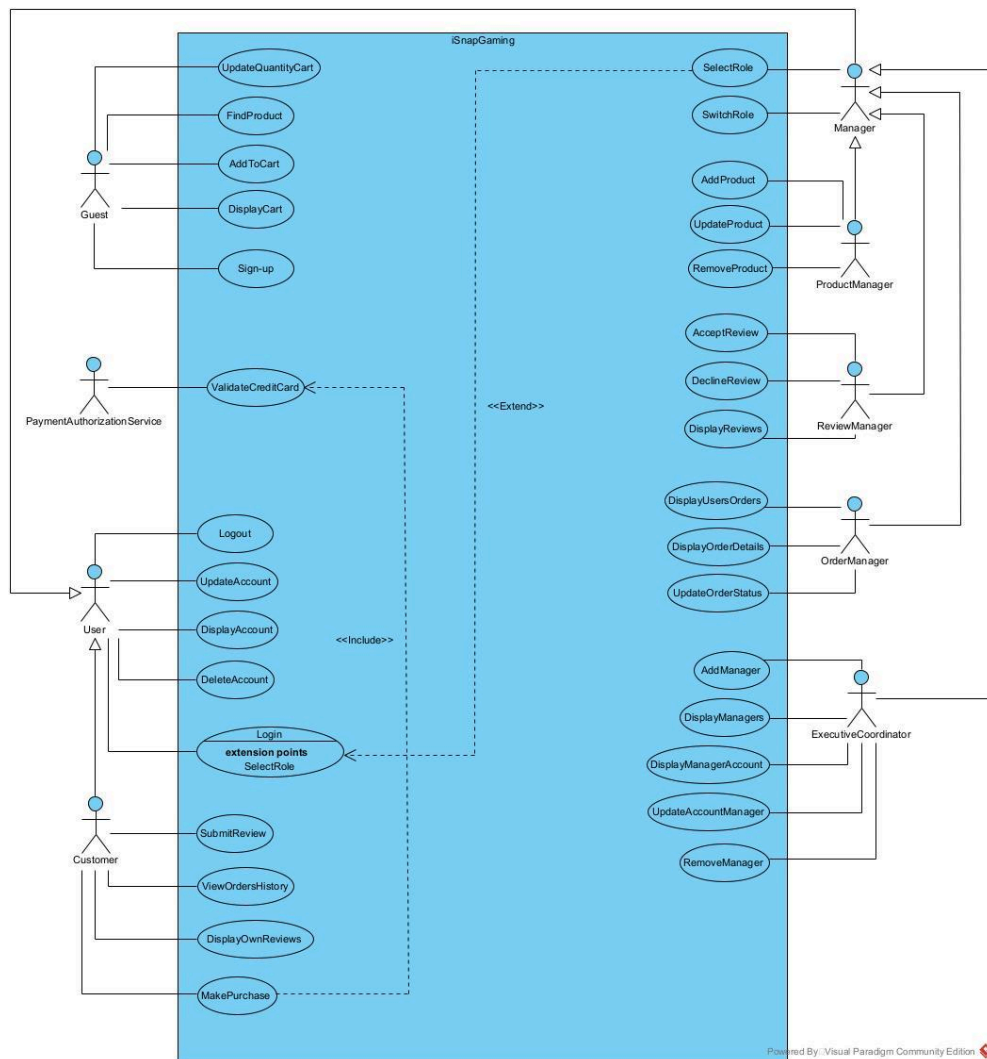 iSnapGaming
UpdateQuantityCart
FindProduct
AddToCart
DisplayCart
Sign-up
Guest
ValidateCreditCard
PaymentAuthorizationService
Logout
UpdateAccount
DisplayAccount
DeleteAccount
User
Login
extension points
SelectRole
SubmitReview
ViewOrdersHistory
DisplayOwnReviews
MakePurchase
Customer
<<Include>>
<<Extend>>
SelectRole
SwitchRole
Manager
AddProduct
UpdateProduct
RemoveProduct
ProductManager
AcceptReview
DeclineReview
DisplayReviews
ReviewManager
DisplayUsersOrders
DisplayOrderDetails
UpdateOrderStatus
OrderManager
AddManager
DisplayManagers
DisplayManagerAccount
UpdateAccountManager
RemoveManager
ExecutiveCoordinator
Powered By Visual Paradigm Community Edition